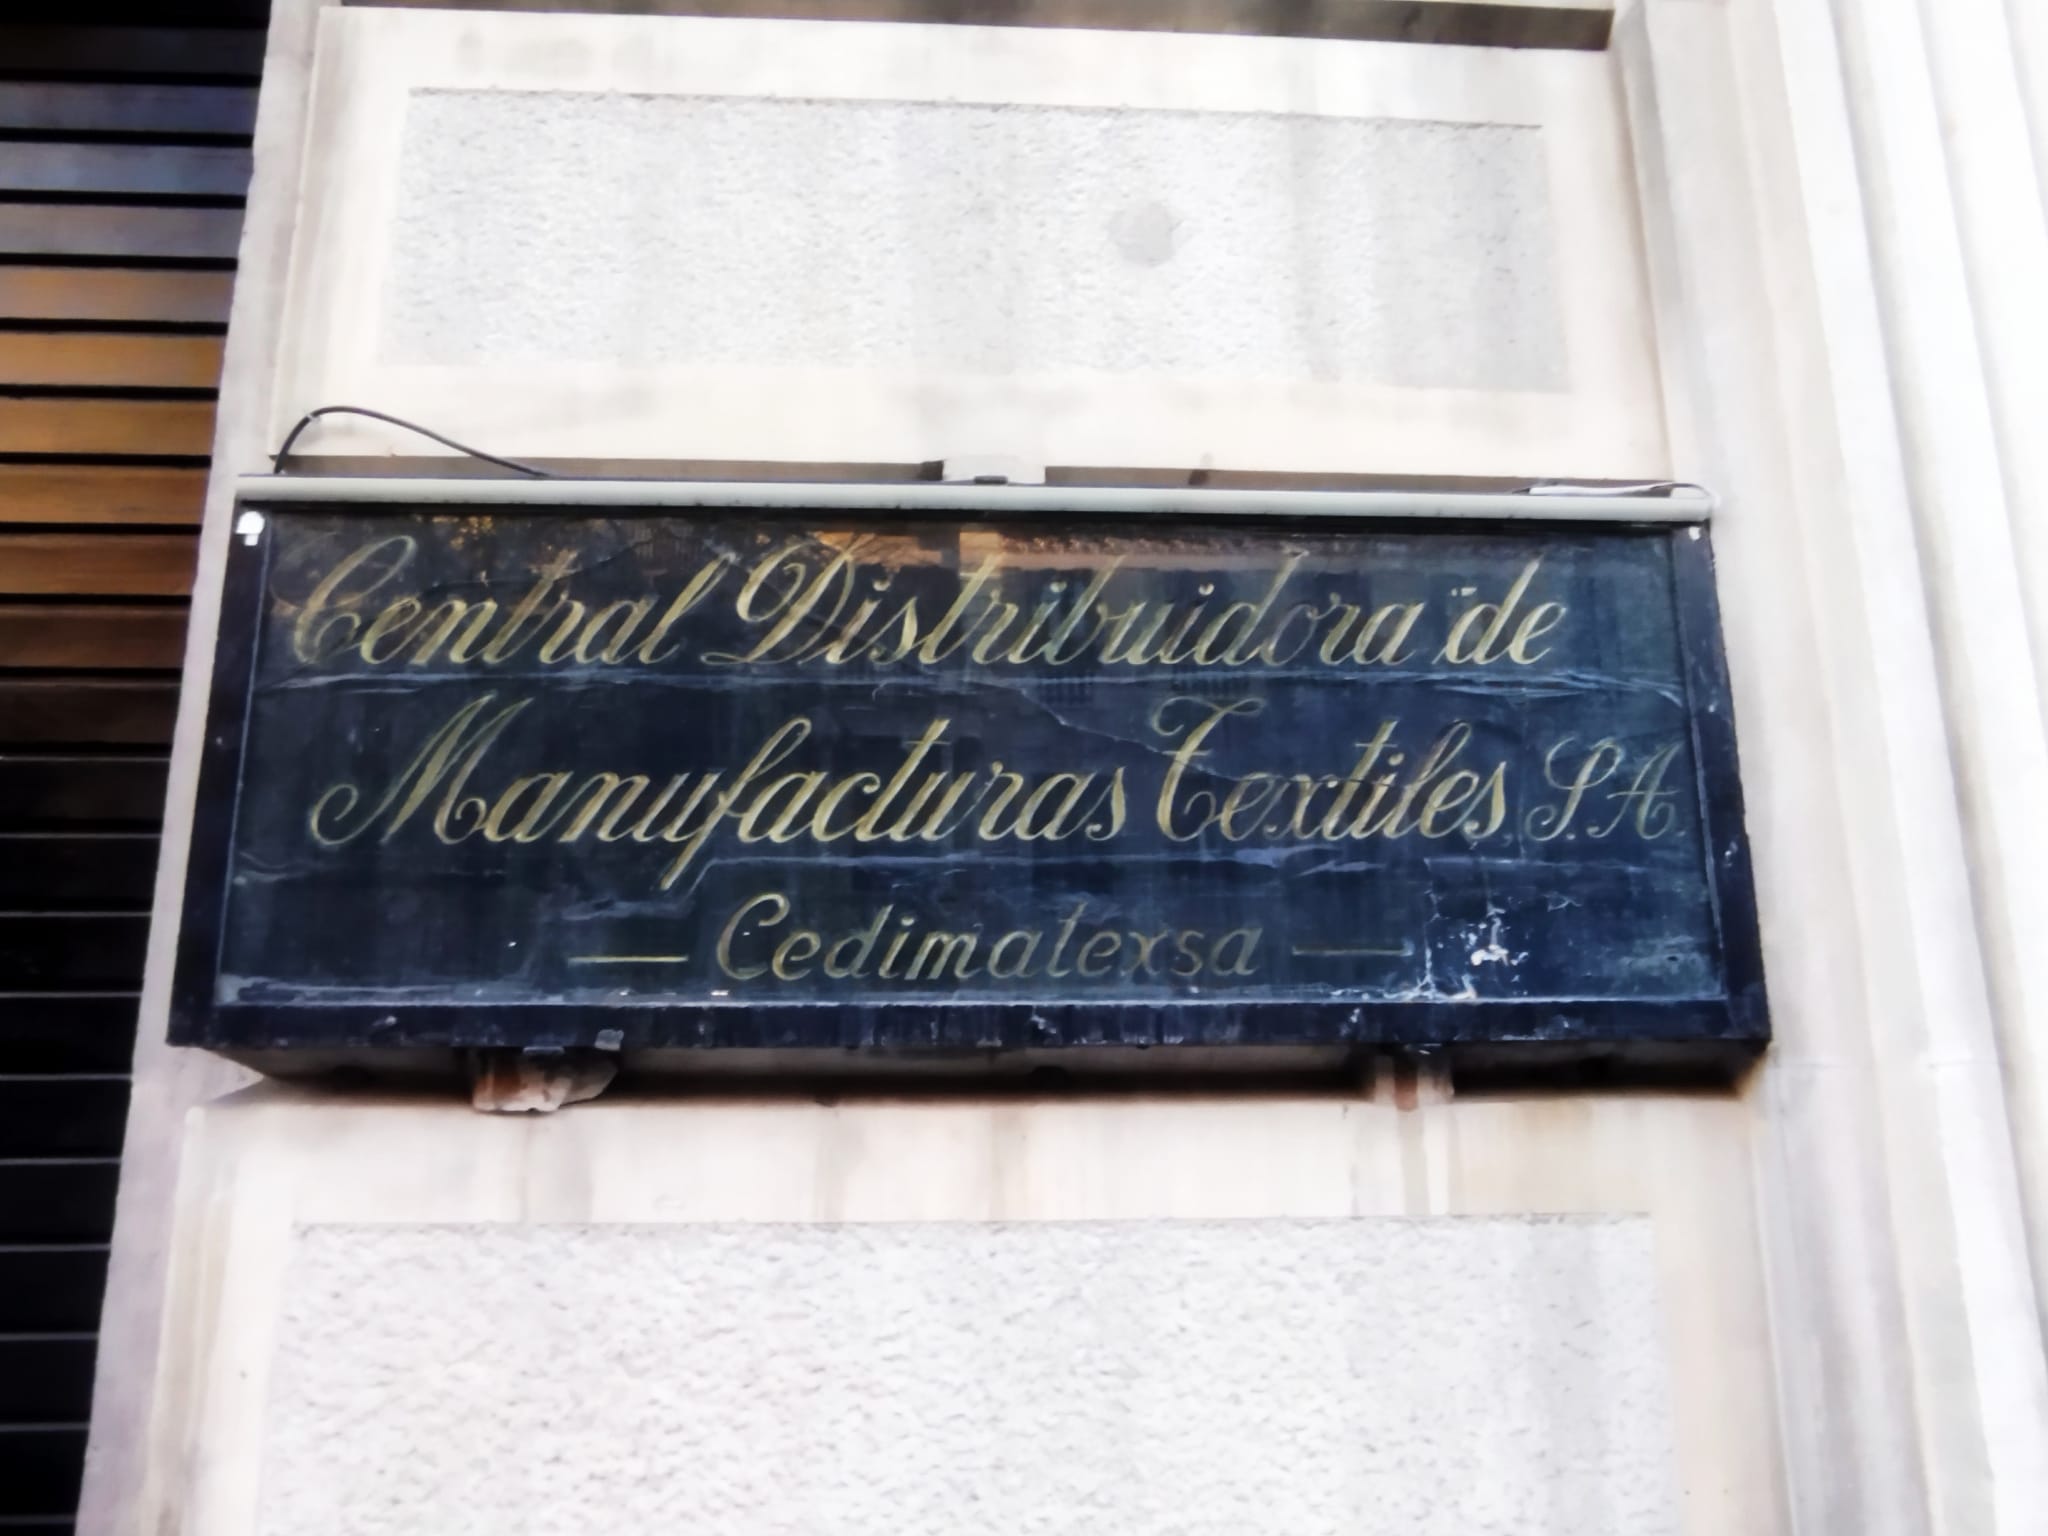 Central Distribuidora de
Manufacturas Textiles S.A.
— Cedimatexsa —